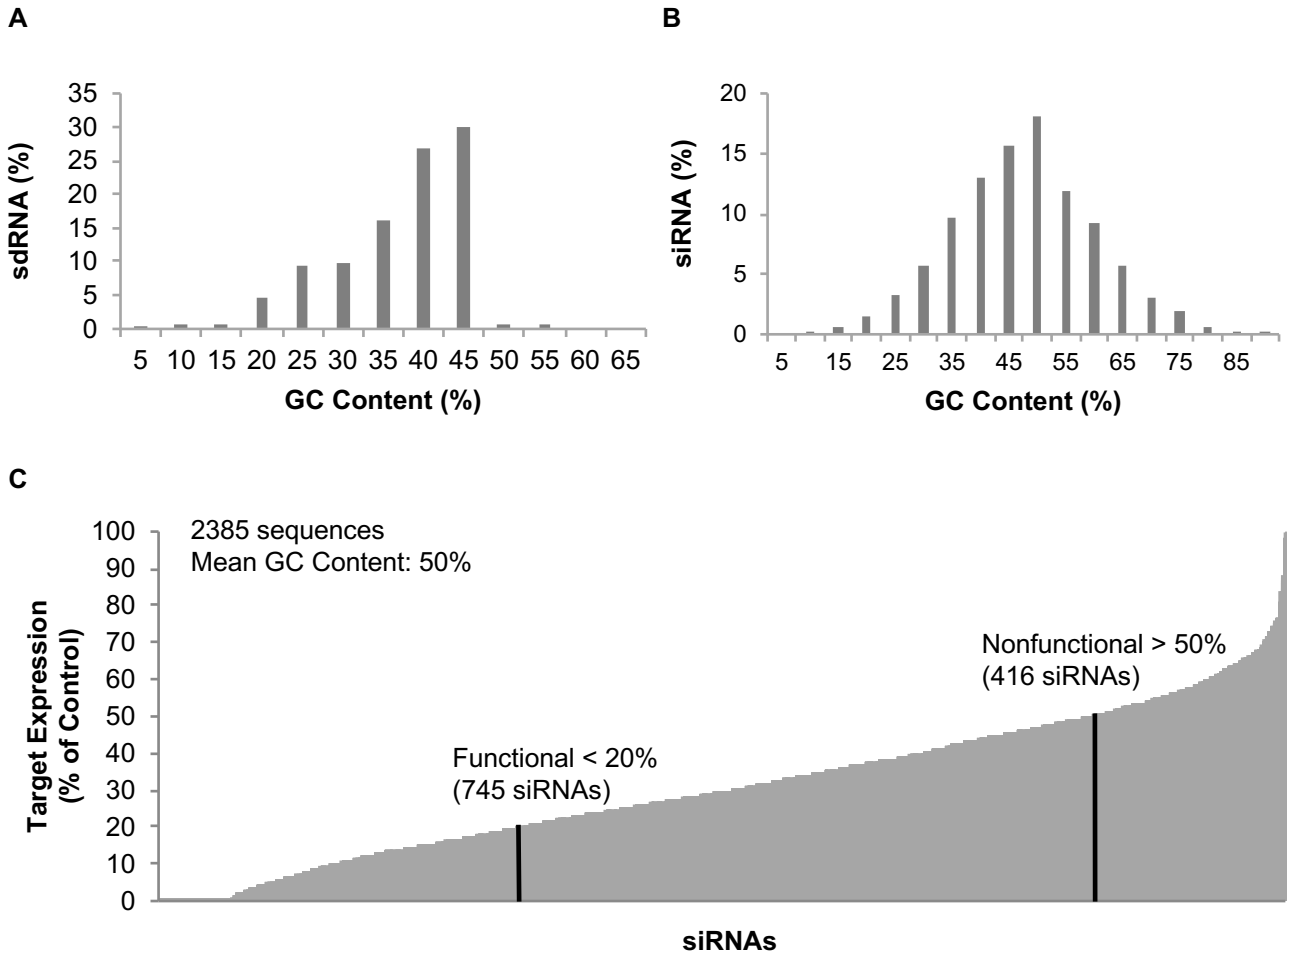 A
sdRNA (%)
35
30
25
20
15
10
5
0
5 10 15 20 25 30 35 40 45 50 55 60 65
GC Content (%)
B
siRNA (%)
20
15
10
5
0
5 15 25 35 45 55 65 75 85
GC Content (%)
C
Target Expression
(% of Control)
100
90
80
70
60
50
40
30
20
10
0
2385 sequences
Mean GC Content: 50%
Functional < 20%
(745 siRNAs)
Nonfunctional > 50%
(416 siRNAs)
siRNAs